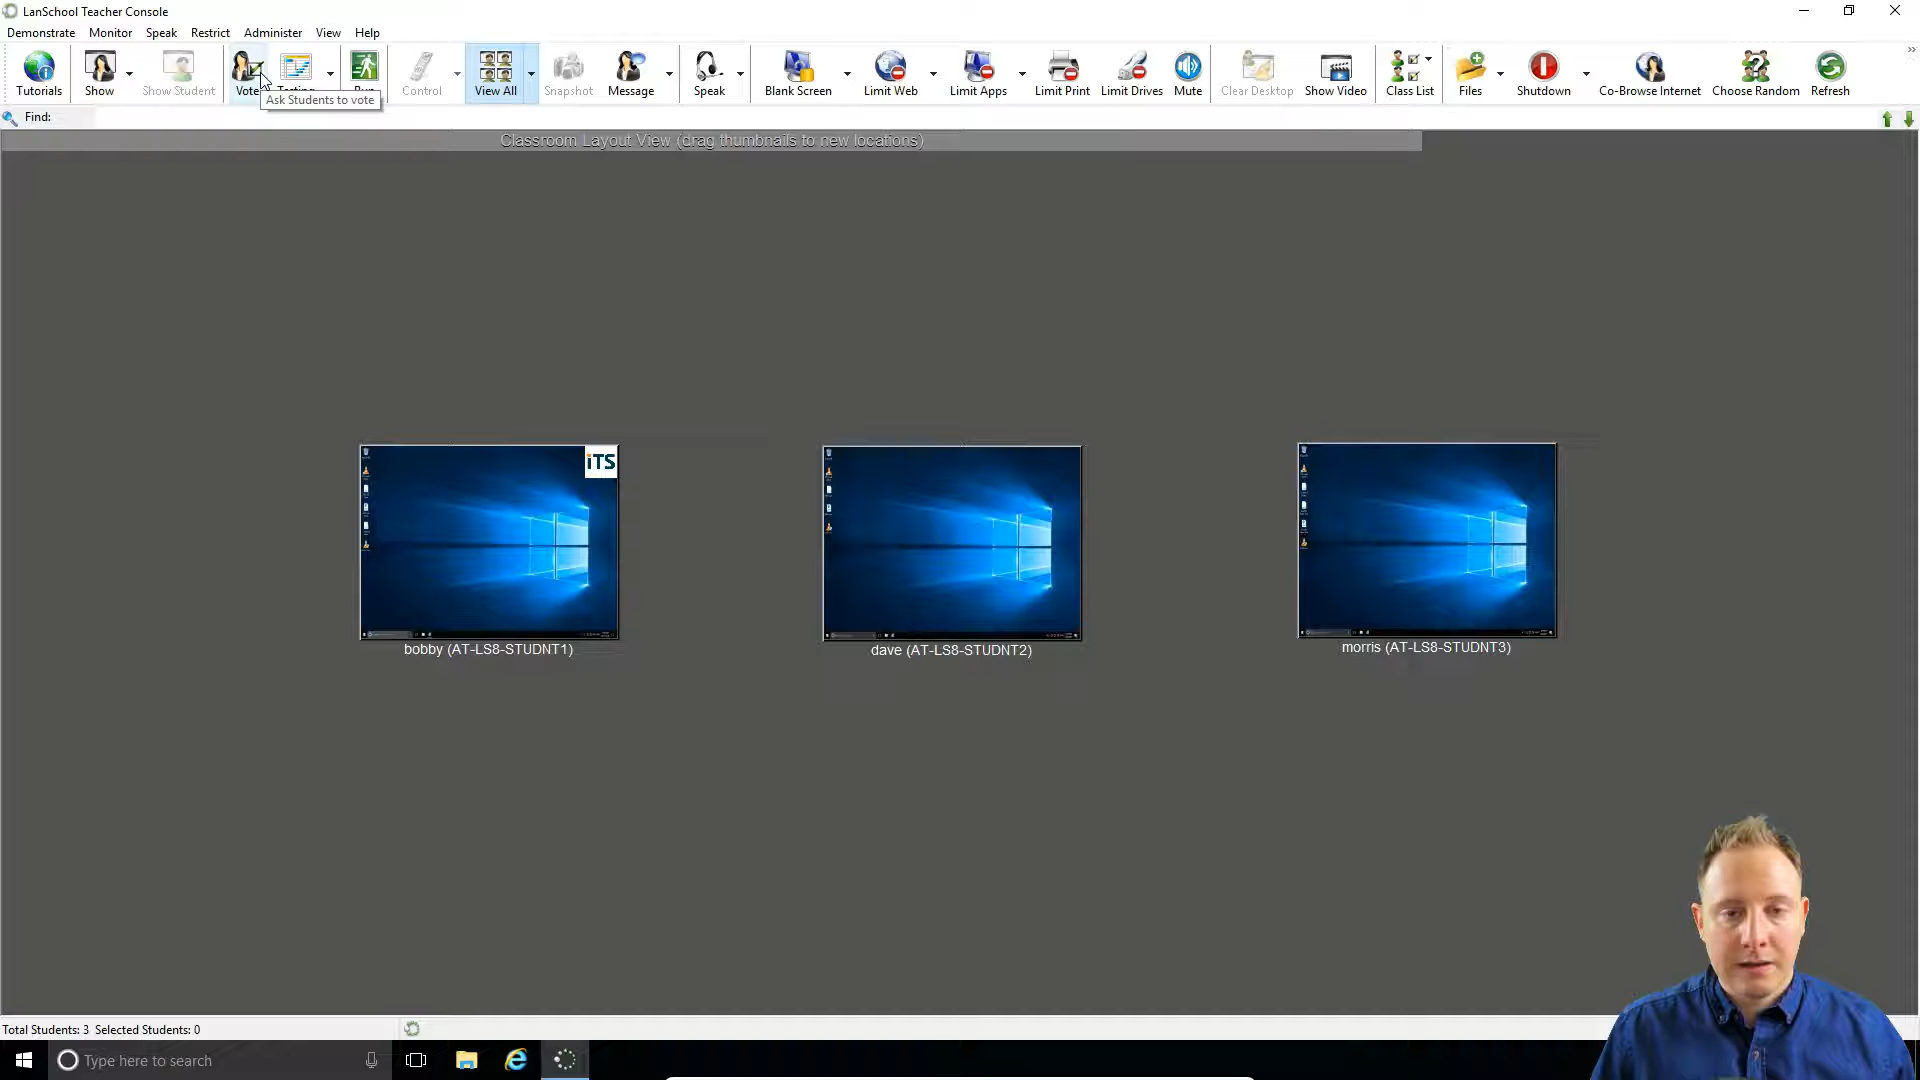 LanSchool Teacher Console
Demonstrate Monitor Speak Restrict Administer View Help
Tutorials Show Show Student Vote Testing Run Control View All Snapshot Message Speak Blank Screen Limit Web Limit Apps Limit Print Limit Drives Mute Clear Desktop Show Video Class List Files Shutdown Co-Browse Internet Choose Random Refresh
Ask Students to vote
Find:
Classroom Layout View (drag thumbnails to new locations)
iTS
bobby (AT-LS8-STUDNT1)
dave (AT-LS8-STUDNT2)
morris (AT-LS8-STUDNT3)
Total Students: 3 Selected Students: 0
Type here to search